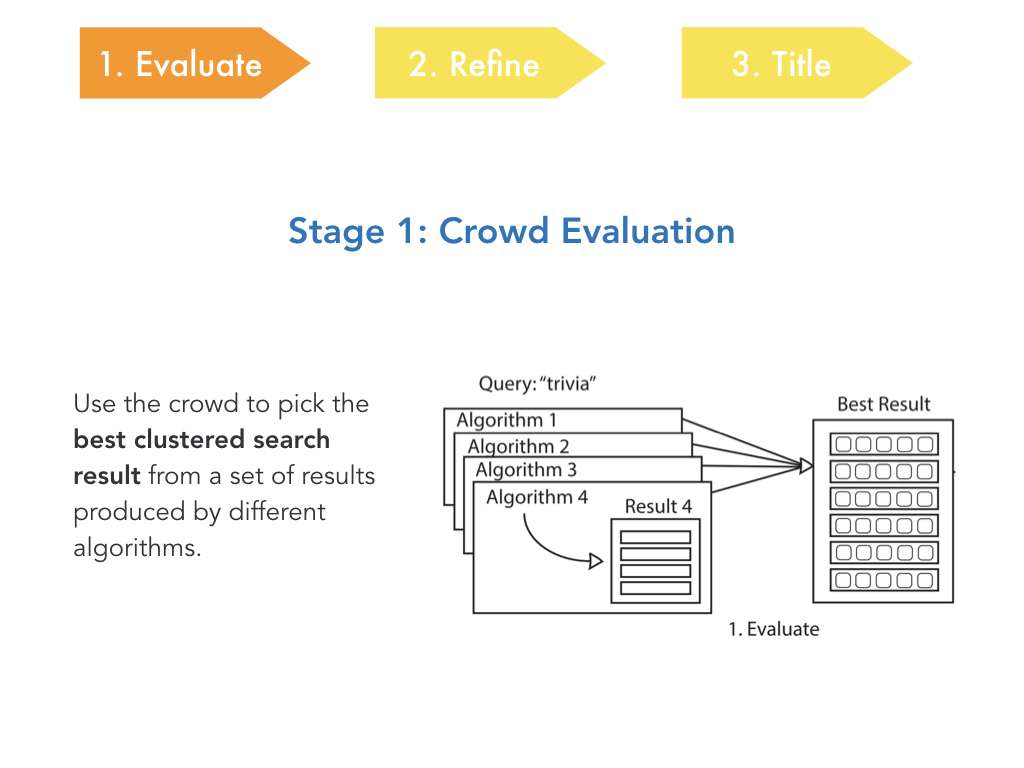 1. Evaluate
2. Refine
3. Title
Stage 1: Crowd Evaluation
Use the crowd to pick the
best clustered search
result from a set of results
produced by different
algorithms.
Query: “trivia”
Algorithm 1
Algorithm 2
Algorithm 3
Algorithm 4
Result 4
Best Result
1. Evaluate